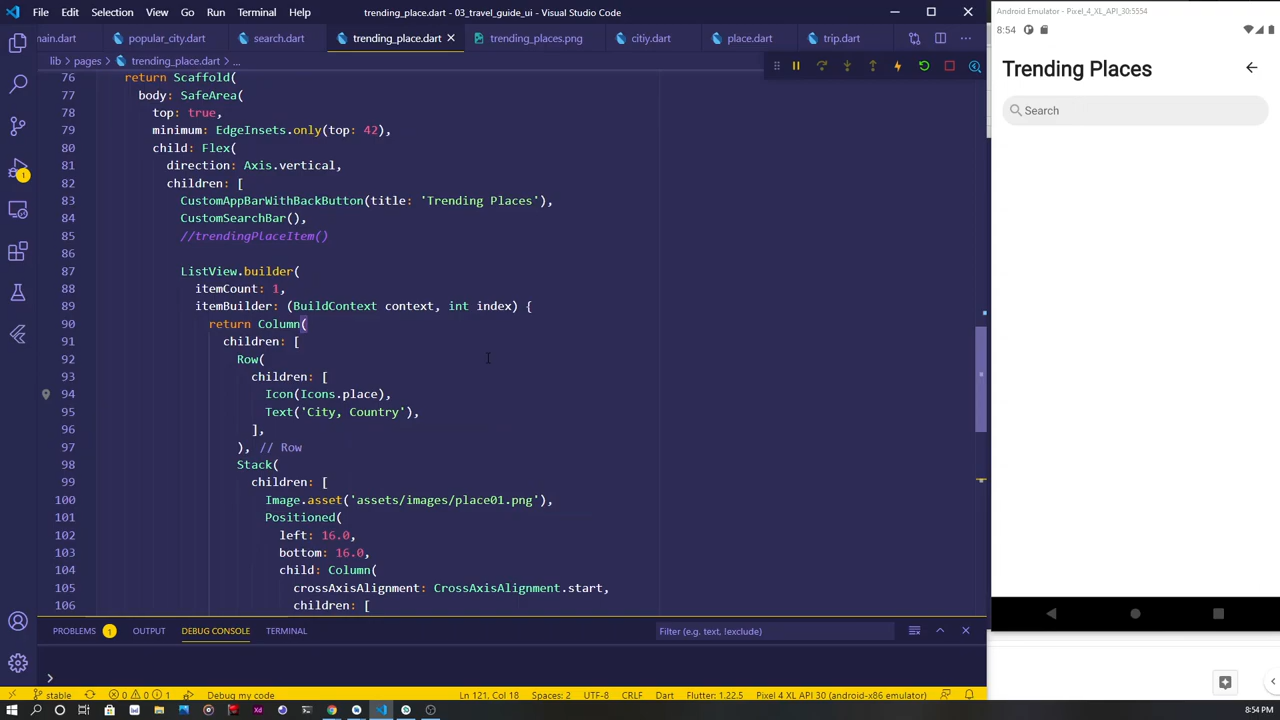 File Edit Selection View Go Run Terminal Help
trending_place.dart - 03_travel_guide_ui - Visual Studio Co...
main.dart popular_city.dart search trending_place.dart trending_places.png citiy.dart place.dart trip.dart
lib > pages > trending_place.dart > ...
76 return Scaffold(
77 body: SafeArea(
78 top: true,
79 minimum: EdgeInsets.only(top: 42),
80 child: Flex(
81 direction: Axis.vertical,
82 children: [
83 CustomAppBarWithBackButton(title: 'Trending Places'),
84 CustomSearchBar(),
85 //trendingPlaceItem()
86
87 ListView.builder(
88 itemCount: 1,
89 itemBuilder: (BuildContext context, int index) {
90 return Column(
91 children: [
92 Row(
93 children: [
94 Icon(Icons.place),
95 Text('City, Country'),
96 ],
97 ), // Row
98 Stack(
99 children: [
100 Image.asset('assets/images/place01.png'),
101 Positioned(
102 left: 16.0,
103 bottom: 16.0,
104 child: Column(
105 crossAxisAlignment: CrossAxisAlignment.start,
106 children: [
PROBLEMS 1 OUTPUT DEBUG CONSOLE TERMINAL
Filter (e.g. text, !exclude)
>
stable 0 0 1 Debug my code Ln 121, Col 18 Spaces: 2 UTF-8 CRLF Dart Flutter: 1.22.5 Pixel 4 XL API 30 (android-x86 emulator)
8:54 PM
Android Emulator - Pixel_4_XL_API_30:5554
8:54
Trending Places
Search
1